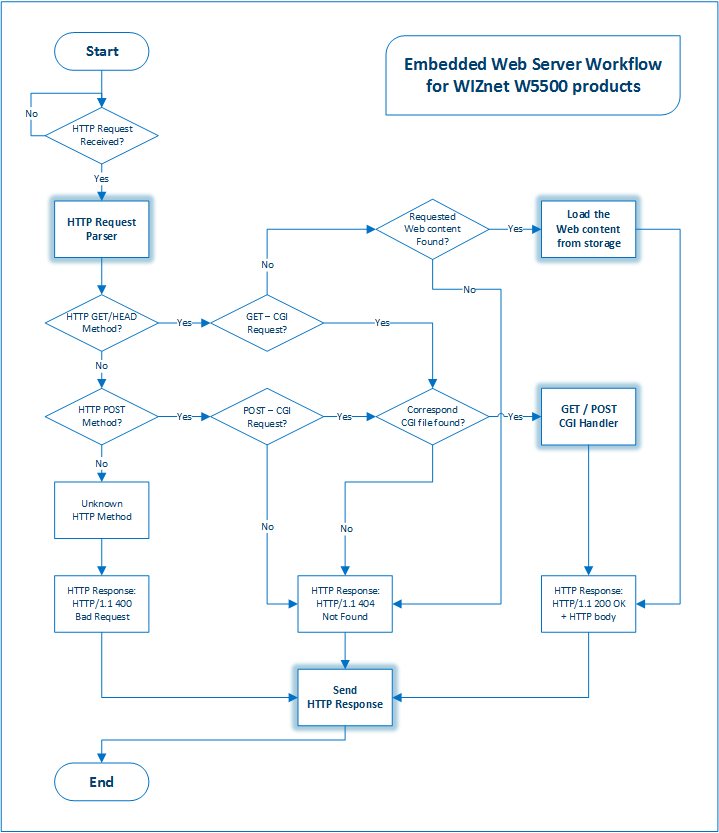 Start
Embedded Web Server Workflow
for WIZnet W5500 products
No
HTTP Request
Received?
Yes
HTTP Request
Parser
Requested
Web content
Found?
Yes
Load the
Web content
from storage
No
No
HTTP GET/HEAD
Method?
Yes
GET – CGI
Request?
Yes
No
HTTP POST
Method?
Yes
POST – CGI
Request?
Yes
Correspond
CGI file found?
Yes
GET / POST
CGI Handler
No
Unknown
HTTP Method
No
No
HTTP Response:
HTTP/1.1 400
Bad Request
HTTP Response:
HTTP/1.1 404
Not Found
HTTP Response:
HTTP/1.1 200 OK
+ HTTP body
Send
HTTP Response
End